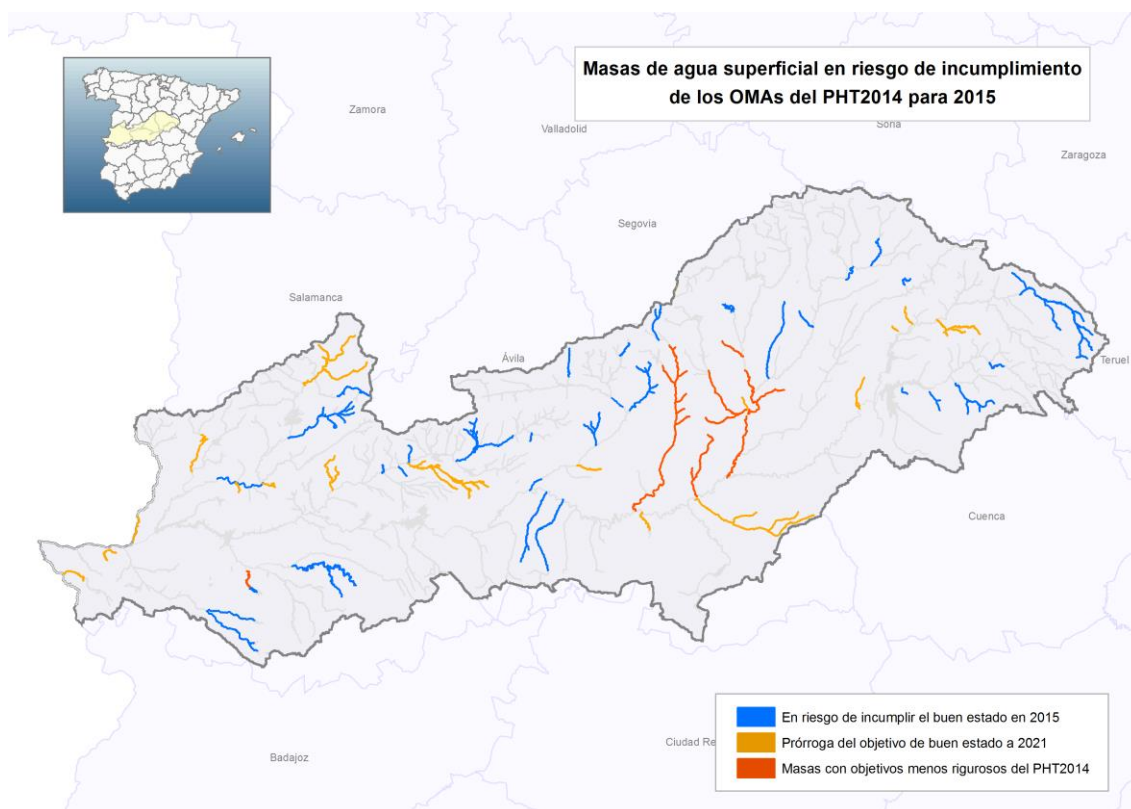 Masas de agua superficial en riesgo de incumplimiento
de los OMAs del PHT2014 para 2015
Zamora
Valladolid
Soria
Zaragoza
Segovia
Salamanca
Ávila
Teruel
Cuenca
Badajoz
Ciudad Re
En riesgo de incumplir el buen estado en 2015
Prórroga del objetivo de buen estado a 2021
Masas con objetivos menos rigurosos del PHT2014